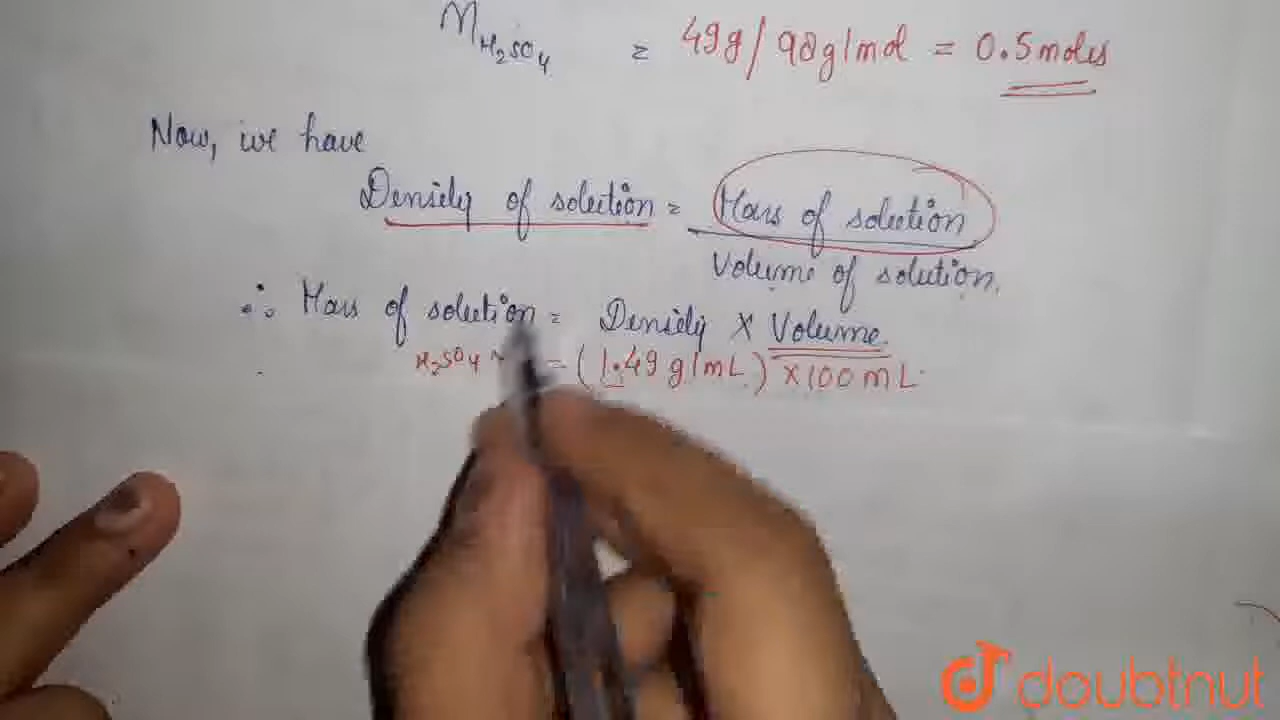 nH₂SO₄ = 49g/98g/mol = 0.5 moles
Now, we have
Density of solution = Mass of solution
Volume of solution.
∴ Mass of solution = Density × Volume
H₂SO₄ = (1.49 g/mL) × 100 mL
doubtnut